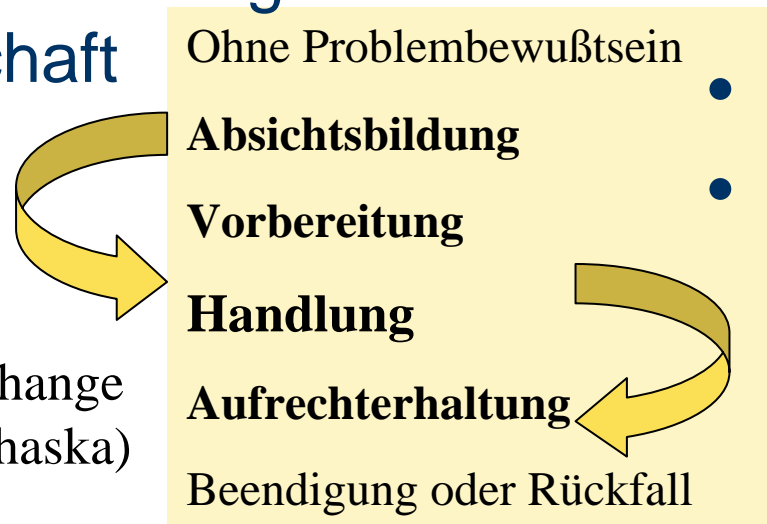 chaft
hange
haska)
Ohne Problembewußtsein
Absichtsbildung
Vorbereitung
Handlung
Aufrechterhaltung
Beendigung oder Rückfall